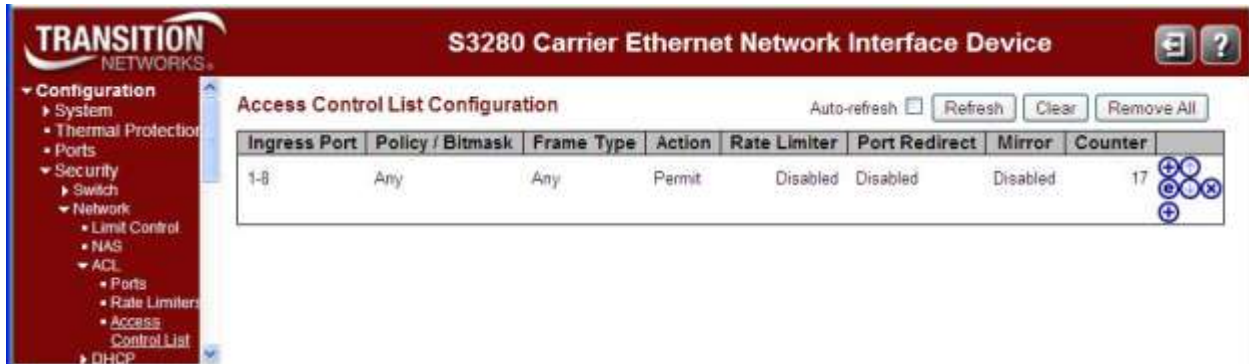 TRANSITION
NETWORKS®
S3280 Carrier Ethernet Network Interface Device
?
Configuration
System
Thermal Protection
Ports
Security
Switch
Network
Limit Control
NAS
ACL
Ports
Rate Limiters
Access
Control List
DHCP
Access Control List Configuration
Auto-refresh Refresh Clear Remove All
Ingress Port Policy / Bitmask Frame Type Action Rate Limiter Port Redirect Mirror Counter
1-8 Any Any Permit Disabled Disabled Disabled 17